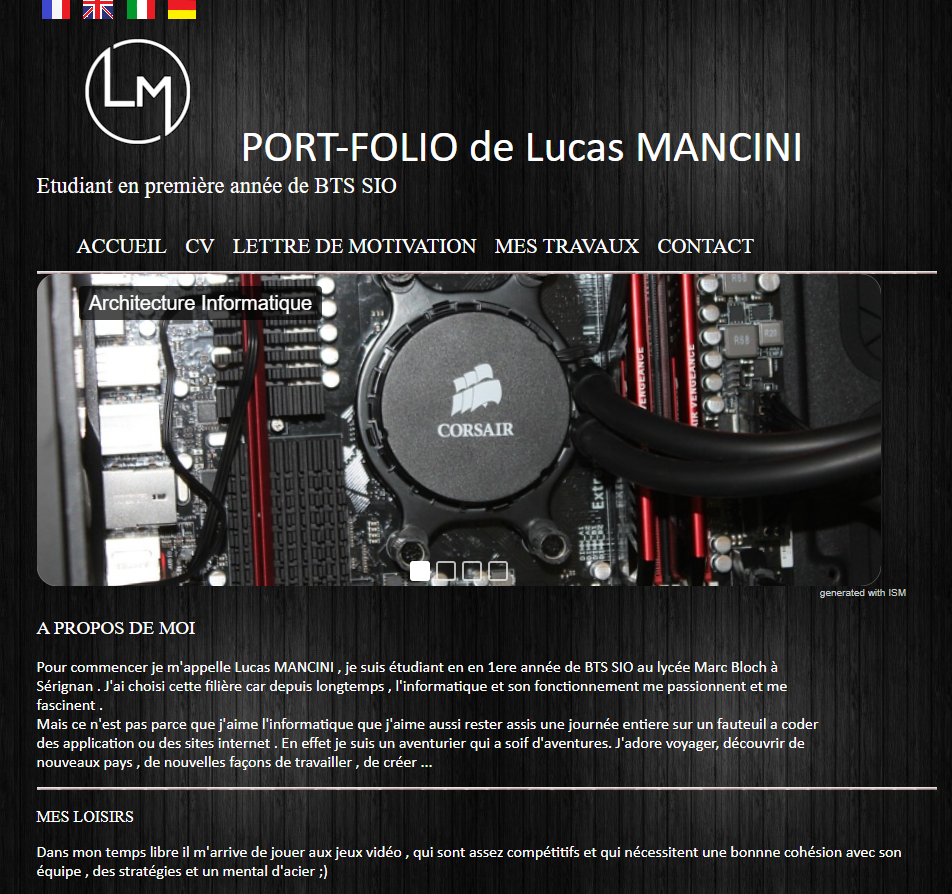 LM
PORT-FOLIO de Lucas MANCINI
Etudiant en première année de BTS SIO
ACCUEIL CV LETTRE DE MOTIVATION MES TRAVAUX CONTACT
Architecture Informatique
R68 R20
VENGEANCE
AIR VENGEANCE
CORSAIR
Extr
generated with ISM
A PROPOS DE MOI
Pour commencer je m'appelle Lucas MANCINI , je suis étudiant en en 1ere année de BTS SIO au lycée Marc Bloch à
Sérignan . J'ai choisi cette filière car depuis longtemps , l'informatique et son fonctionnement me passionnent et me
fascinent .
Mais ce n'est pas parce que j'aime l'informatique que j'aime aussi rester assis une journée entiere sur un fauteuil a coder
des application ou des sites internet . En effet je suis un aventurier qui a soif d'aventures. J'adore voyager, découvrir de
nouveaux pays , de nouvelles façons de travailler , de créer ...
MES LOISIRS
Dans mon temps libre il m'arrive de jouer aux jeux vidéo , qui sont assez compétitifs et qui nécessitent une bonnne cohésion avec son
équipe , des stratégies et un mental d'acier ;)